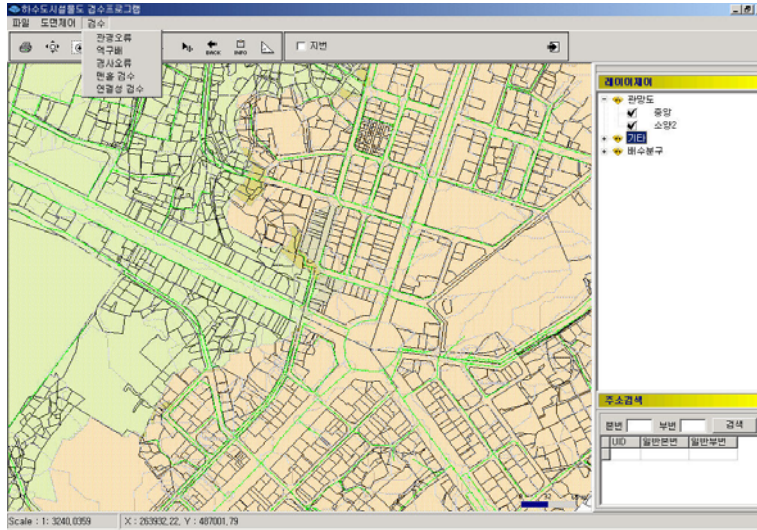 하수도시설물도 검수프로그램
파일 도면제어 검수
관광오류
역구배
경사오류
맨홀 검수
연결성 검수
BACK INFO 지번
레이어제어
관망도
중앙
소양2
기타
배수분구
주소검색
본번 부번 검색
UID 일반본번 일반부번
Scale : 1: 3240,0359 X : 263932,22, Y : 487001,79